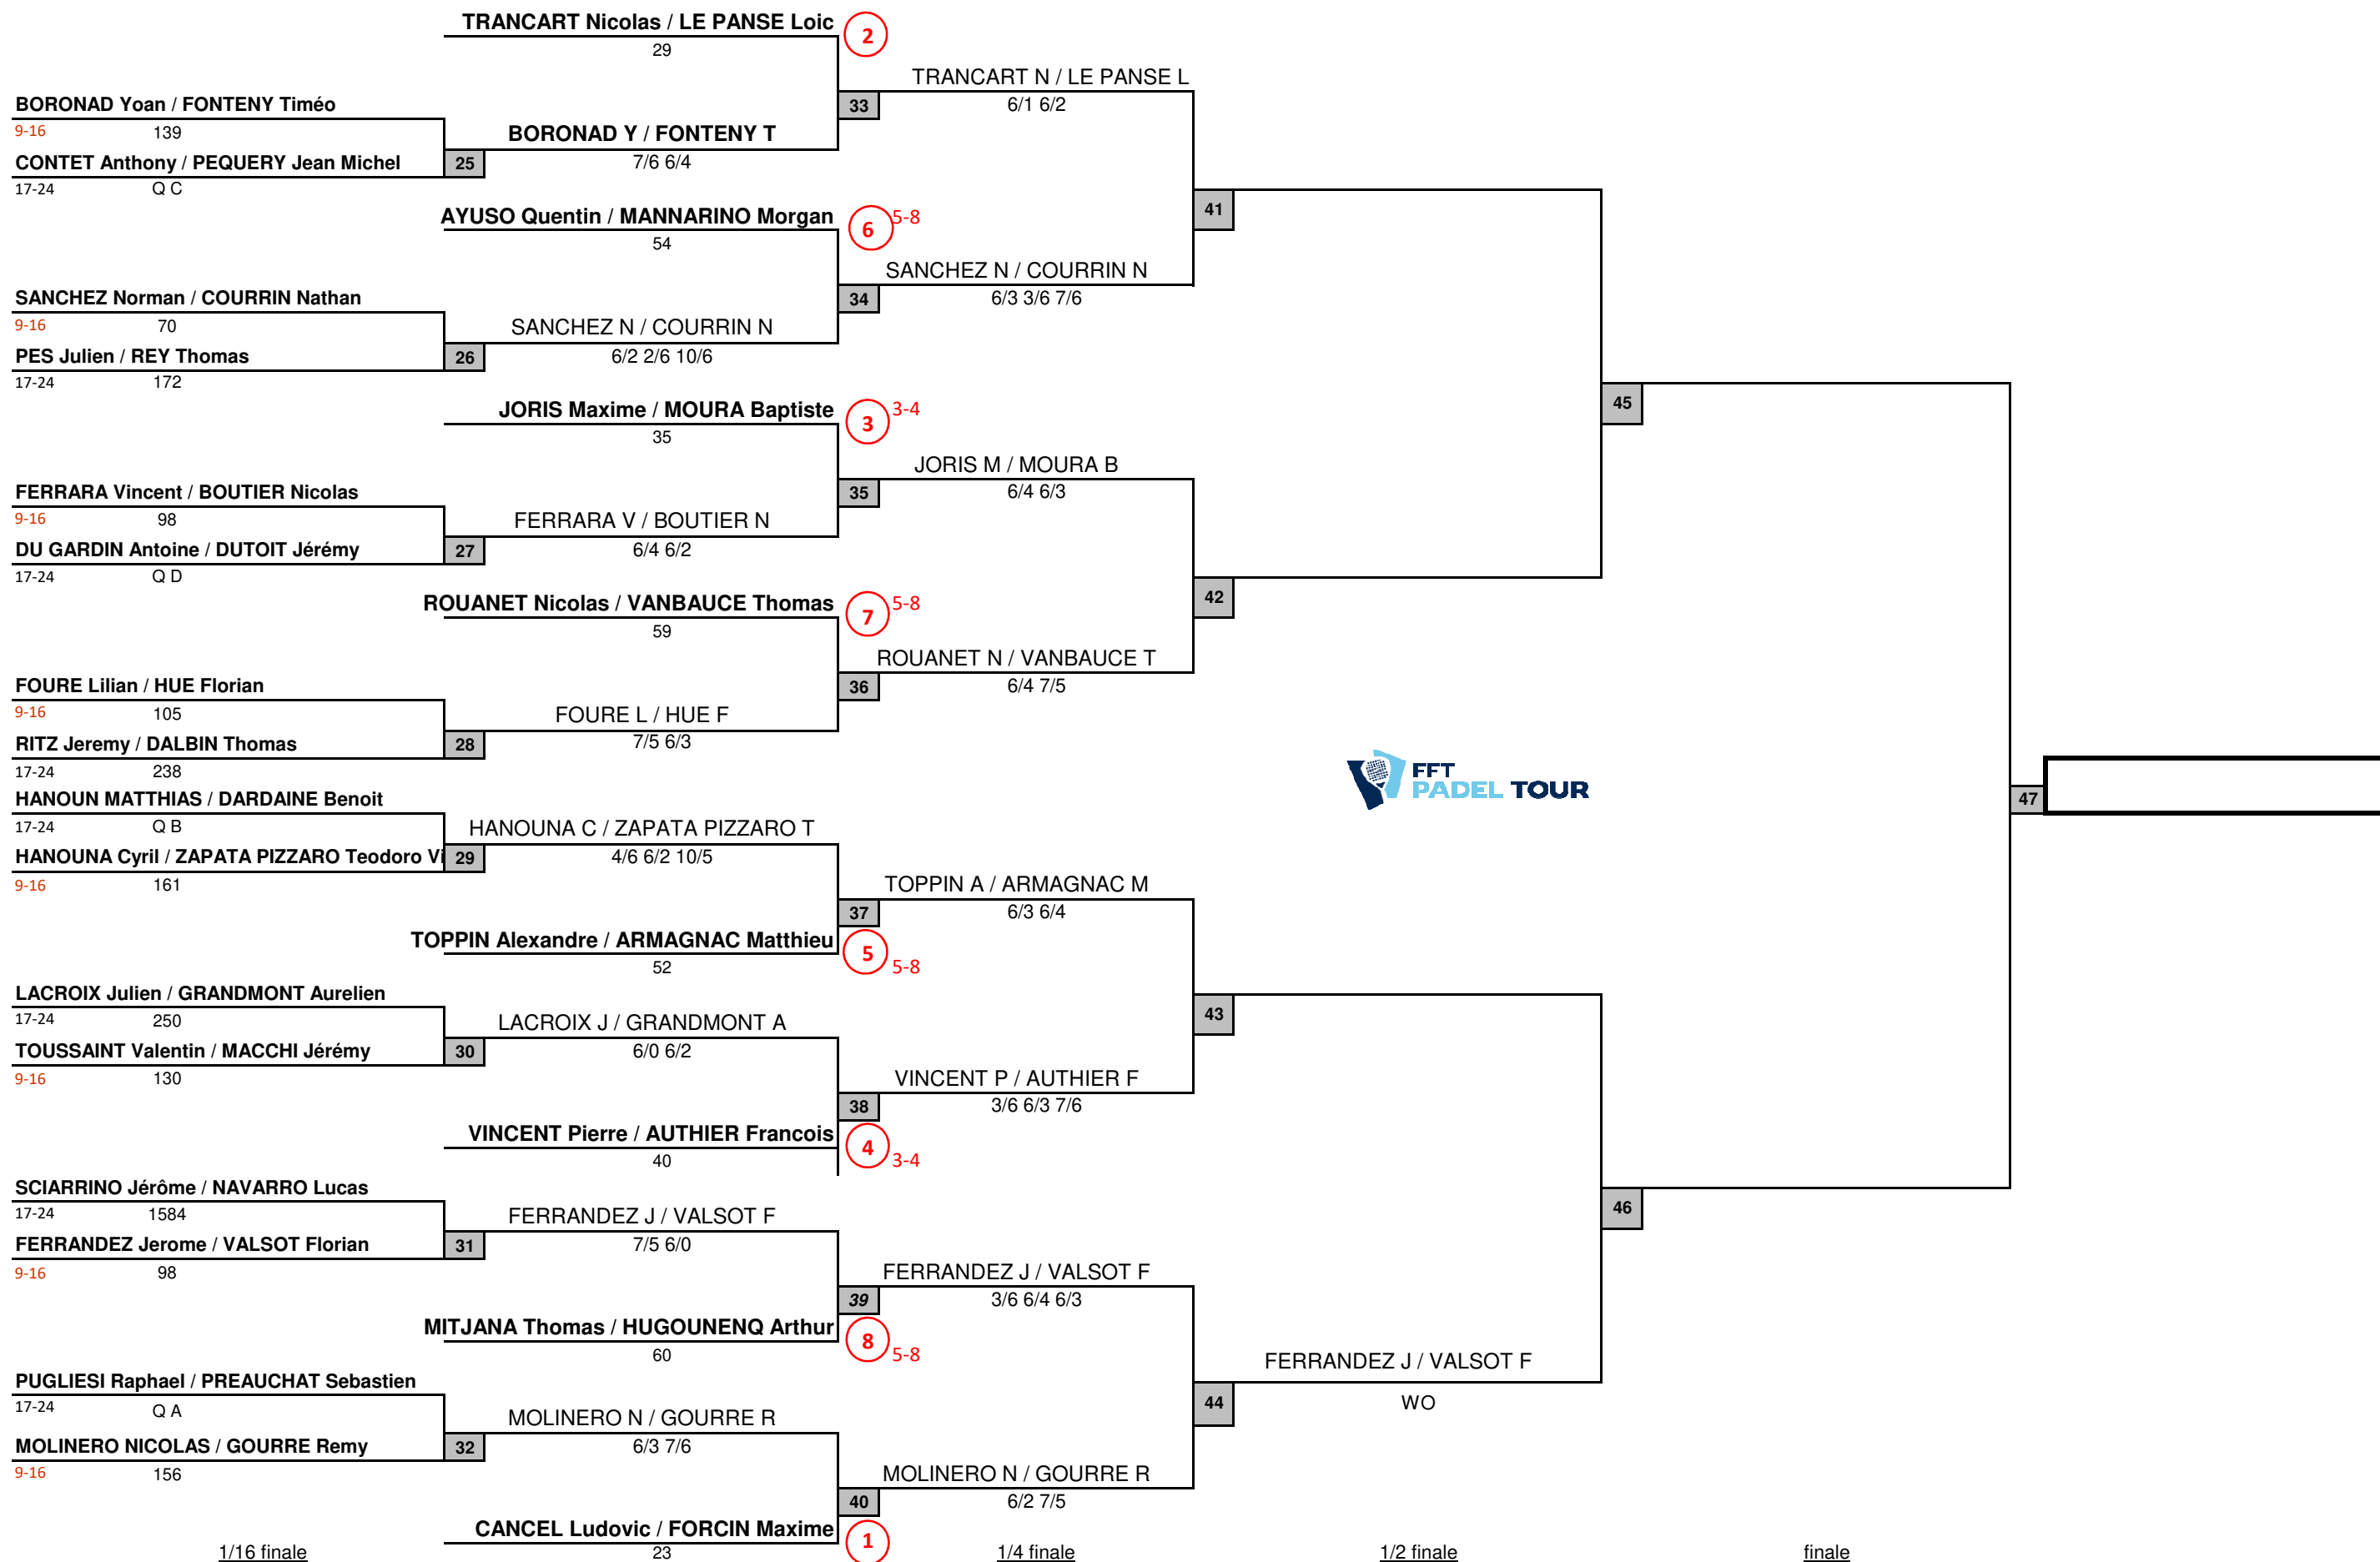 TRANCART Nicolas / LE PANSE Loic
2
29
TRANCART N / LE PANSE L
BORONAD Yoan / FONTENY Timéo
33
6/1 6/2
9-16
139
BORONAD Y / FONTENY T
CONTET Anthony / PEQUERY Jean Michel
25
7/6 6/4
17-24
Q C
AYUSO Quentin / MANNARINO Morgan
6
5-8
41
54
SANCHEZ N / COURRIN N
SANCHEZ Norman / COURRIN Nathan
34
6/3 3/6 7/6
9-16
70
SANCHEZ N / COURRIN N
PES Julien / REY Thomas
26
6/2 2/6 10/6
17-24
172
JORIS Maxime / MOURA Baptiste
3
3-4
45
35
JORIS M / MOURA B
FERRARA Vincent / BOUTIER Nicolas
35
6/4 6/3
9-16
98
FERRARA V / BOUTIER N
DU GARDIN Antoine / DUTOIT Jérémy
27
6/4 6/2
17-24
Q D
ROUANET Nicolas / VANBAUCE Thomas
7
5-8
42
59
ROUANET N / VANBAUCE T
FOURE Lilian / HUE Florian
36
6/4 7/5
9-16
105
FOURE L / HUE F
RITZ Jeremy / DALBIN Thomas
28
7/5 6/3
17-24
238
FFT
PADEL TOUR
47
HANOUN MATTHIAS / DARDAINE Benoit
17-24
Q B
HANOUNA C / ZAPATA PIZZARO T
HANOUNA Cyril / ZAPATA PIZZARO Teodoro Vi
29
4/6 6/2 10/5
9-16
161
TOPPIN A / ARMAGNAC M
37
6/3 6/4
TOPPIN Alexandre / ARMAGNAC Matthieu
5
5-8
52
LACROIX Julien / GRANDMONT Aurelien
17-24
250
LACROIX J / GRANDMONT A
43
TOUSSAINT Valentin / MACCHI Jérémy
30
6/0 6/2
9-16
130
VINCENT P / AUTHIER F
38
3/6 6/3 7/6
VINCENT Pierre / AUTHIER Francois
4
3-4
40
SCIARRINO Jérôme / NAVARRO Lucas
17-24
1584
FERRANDEZ J / VALSOT F
46
FERRANDEZ Jerome / VALSOT Florian
31
7/5 6/0
9-16
98
FERRANDEZ J / VALSOT F
39
3/6 6/4 6/3
MITJANA Thomas / HUGOUNENQ Arthur
8
5-8
60
FERRANDEZ J / VALSOT F
PUGLIESI Raphael / PREAUCHAT Sebastien
17-24
Q A
44
WO
MOLINERO N / GOURRE R
MOLINERO NICOLAS / GOURRE Remy
32
6/3 7/6
9-16
156
MOLINERO N / GOURRE R
40
6/2 7/5
CANCEL Ludovic / FORCIN Maxime
1
23
1/16 finale
1/4 finale
1/2 finale
finale